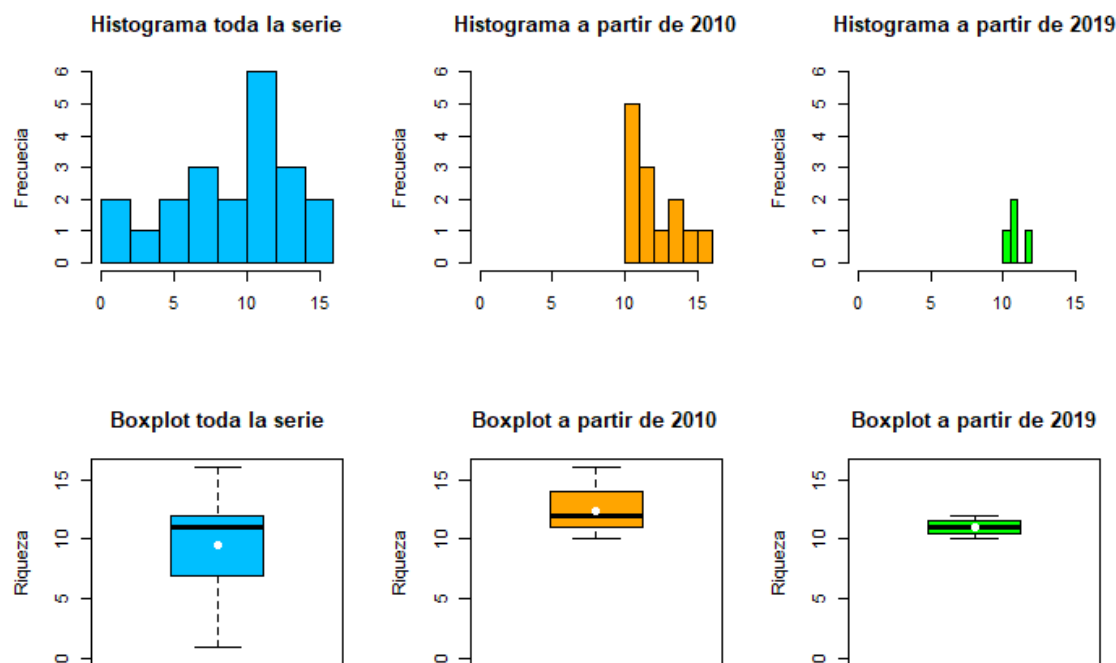 Histograma toda la serie
Histograma a partir de 2010
Histograma a partir de 2019
Frecuecia
0 1 2 3 4 5 6
0 5 10 15
Frecuecia
0 1 2 3 4 5 6
0 5 10 15
Frecuecia
0 1 2 3 4 5 6
0 5 10 15
Boxplot toda la serie
Boxplot a partir de 2010
Boxplot a partir de 2019
Riqueza
0 5 10 15
Riqueza
0 5 10 15
Riqueza
0 5 10 15